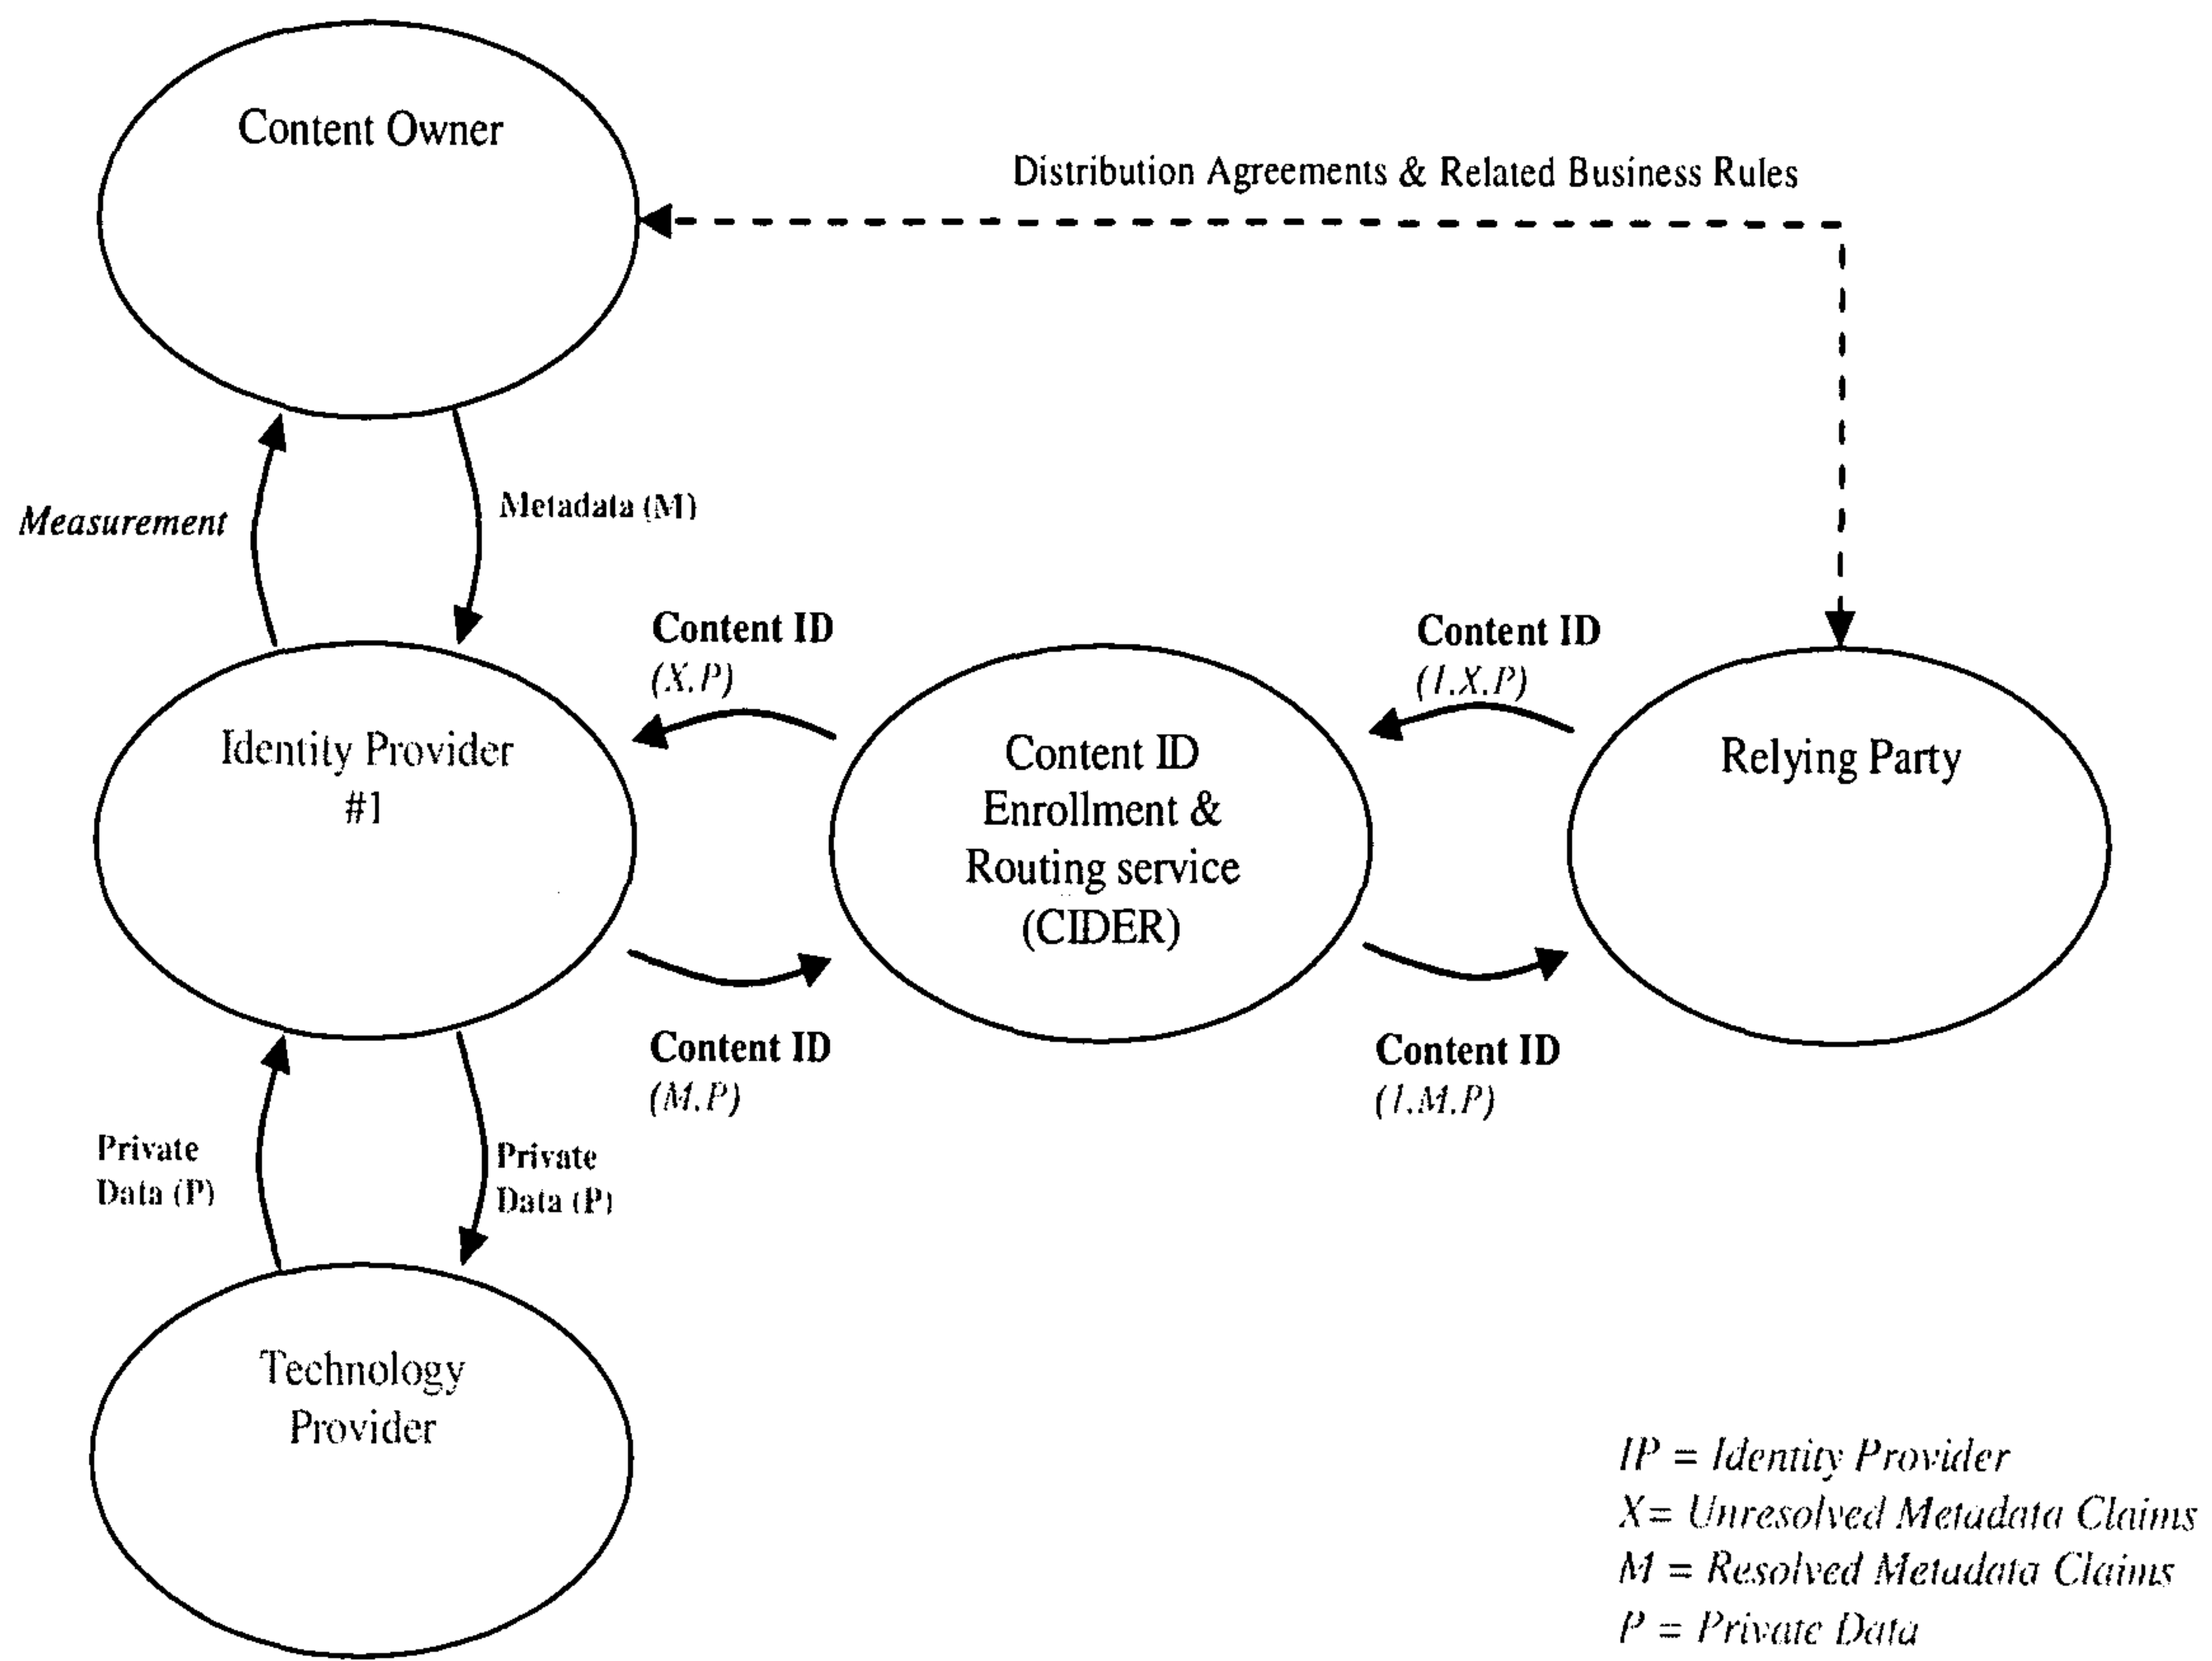 Content Owner
Distribution Agreements & Related Business Rules
Measurement
Metadata (M)
Content ID
(X.P)
Content ID
(1.X.P)
Identity Provider
#1
Content ID
Enrollment &
Routing service
(CIDER)
Relying Party
Content ID
(M.P)
Content ID
(1.M.P)
Private
Data (P)
Private
Data (P)
Technology
Provider
IP = Identity Provider
X= Unresolved Metadata Claims
M = Resolved Metadata Claims
P = Private Data